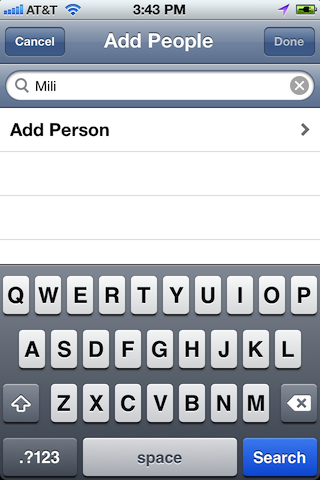 AT&T 3:43 PM
Cancel Add People Done
Mili
Add Person
Q W E R T Y U I O P
A S D F G H J K L
Z X C V B N M
.?123 space Search